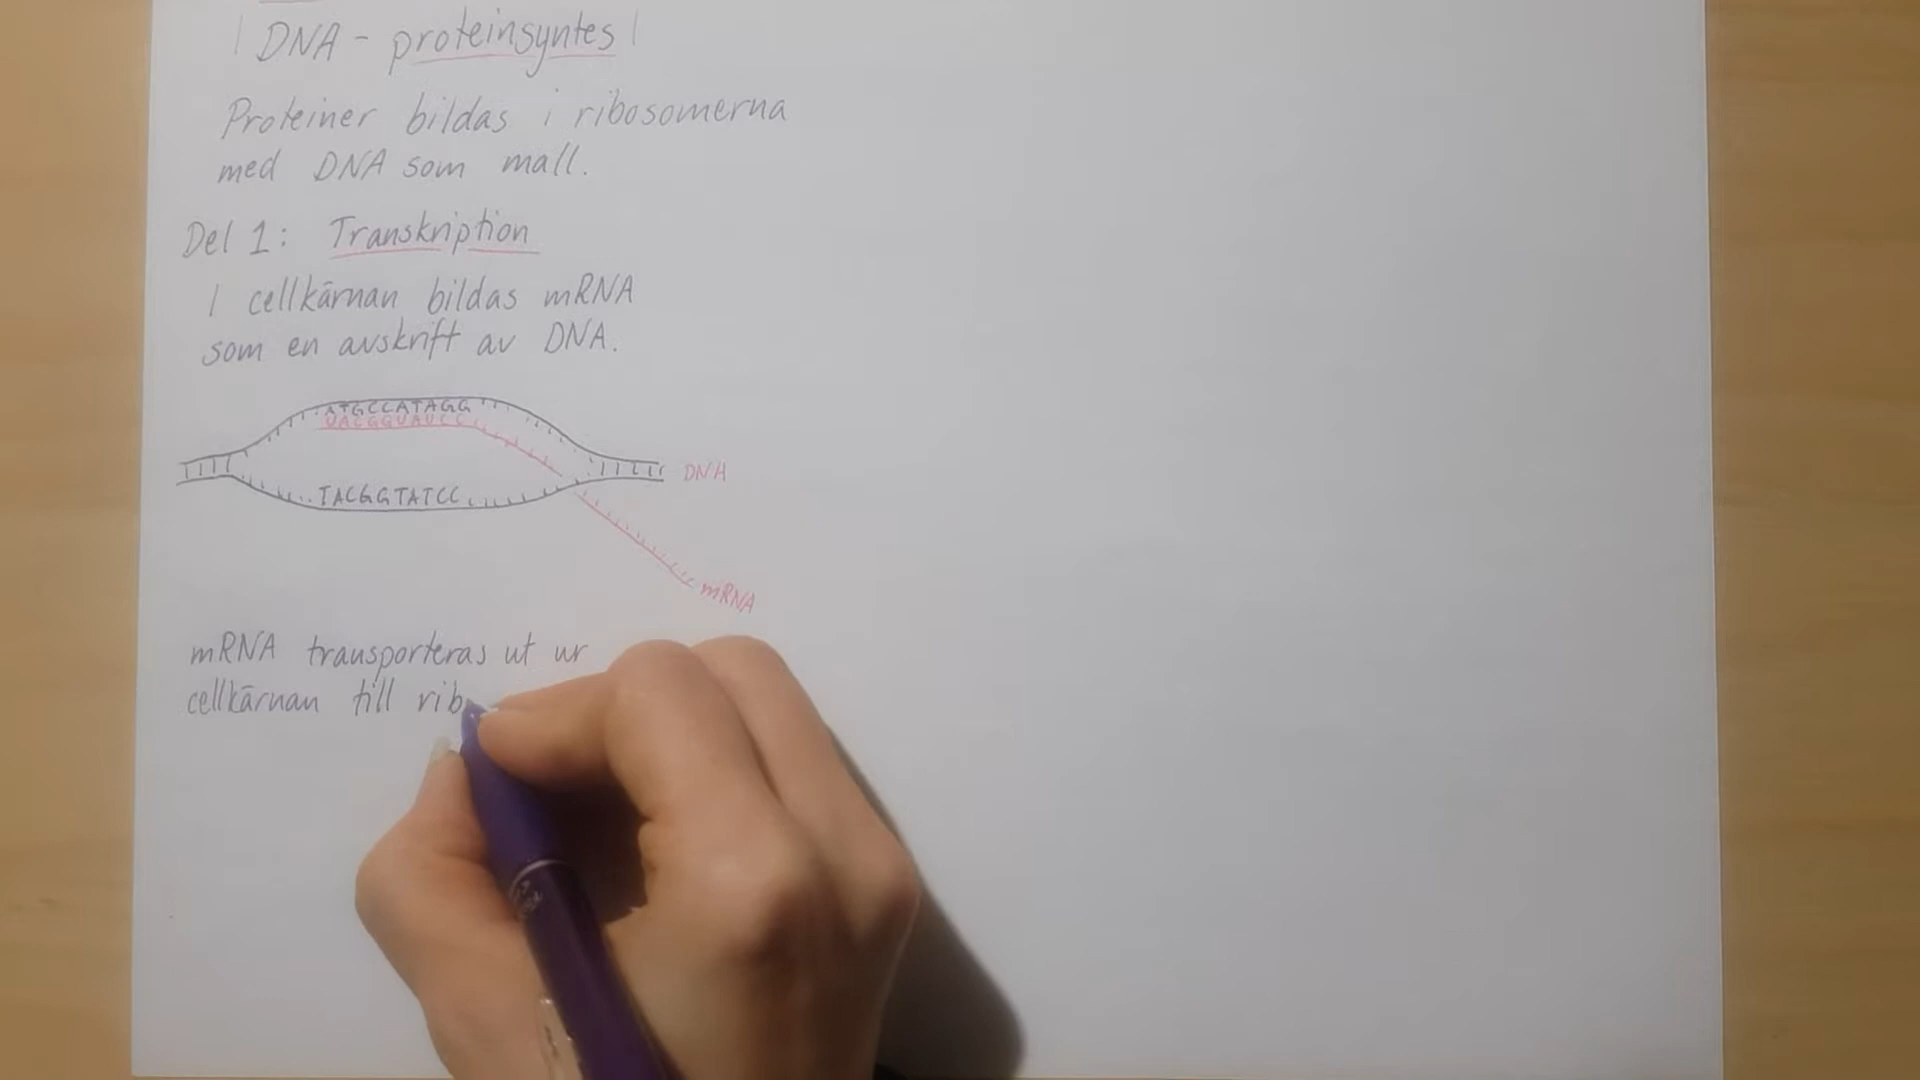 DNA - proteinsyntes
Proteiner bildas i ribosomerna
med DNA som mall.
Del 1: Transkription
I cellkärnan bildas mRNA
som en avskrift av DNA.
ATGCCATAGG
UACGGUAUCC
DNA
TACGGTATCC
mRNA
mRNA transporteras ut ur
cellkärnan till rib